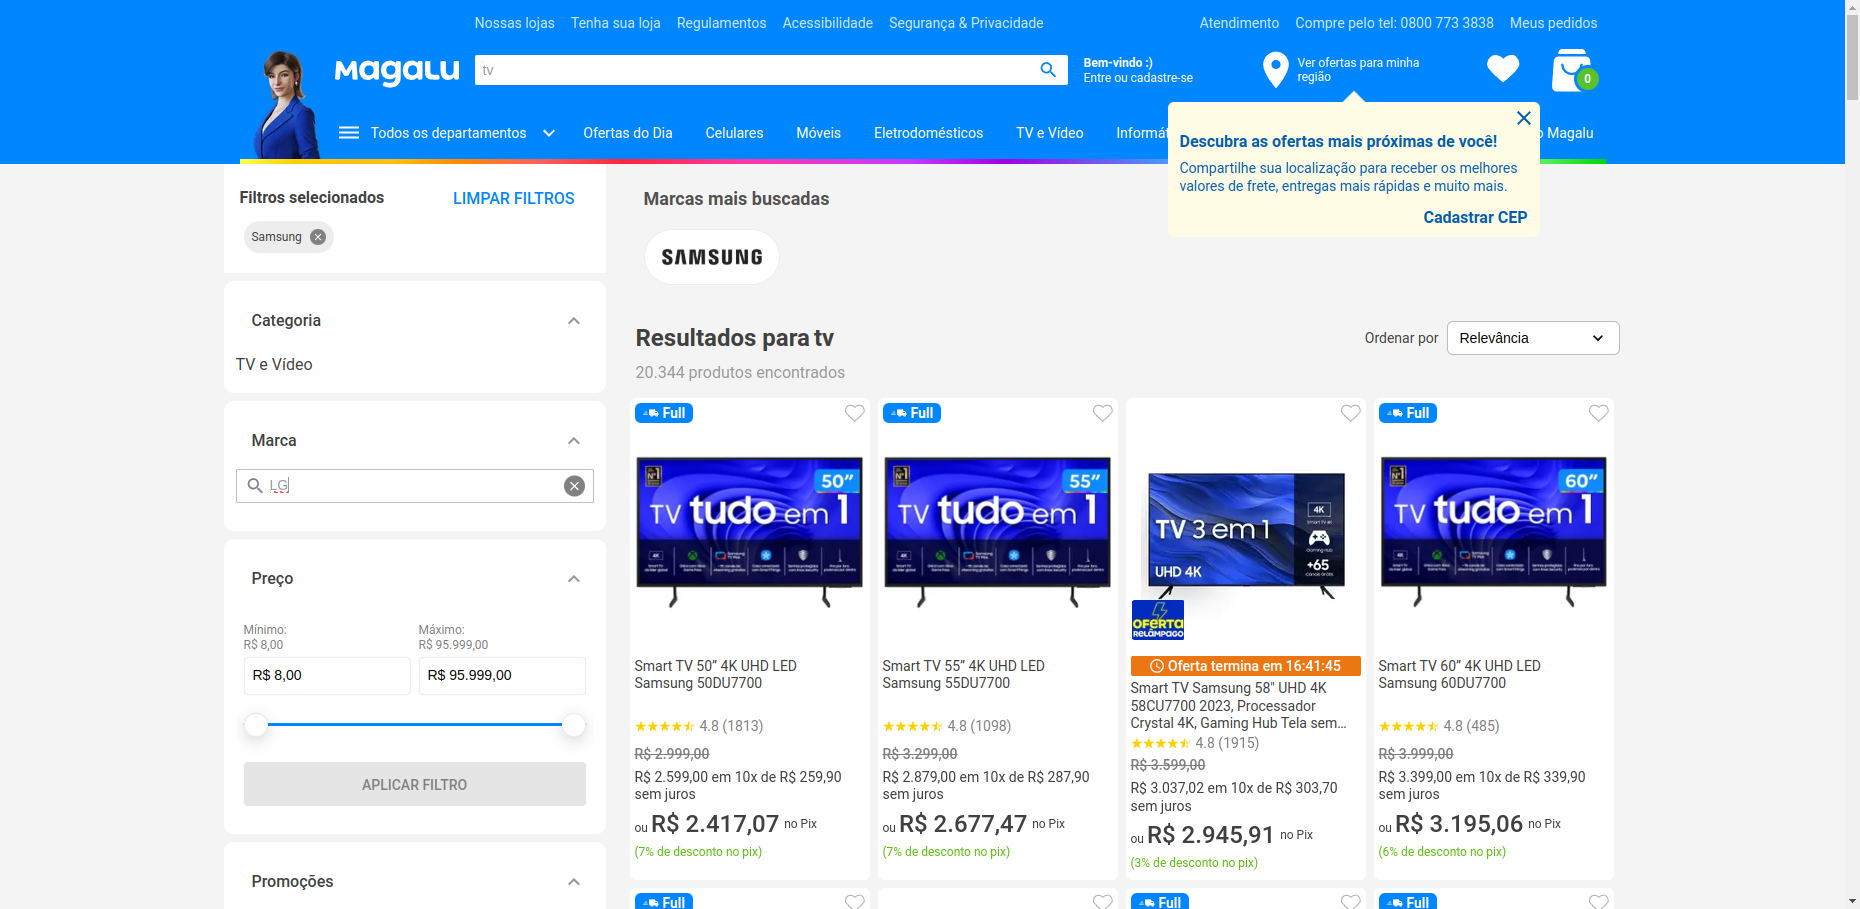 Nossas lojas Tenha sua loja Regulamentos Acessibilidade Segurança & Privacidade Atendimento Compre pelo tel: 0800 773 3838 Meus pedidos
Magalu
tv
Bem-vindo :)
Entre ou cadastre-se
Ver ofertas para minha
região
0
Todos os departamentos Ofertas do Dia Celulares Móveis Eletrodomésticos TV e Vídeo Informát o Magalu
Descubra as ofertas mais próximas de você!
Compartilhe sua localização para receber os melhores
valores de frete, entregas mais rápidas e muito mais.
Cadastrar CEP
Filtros selecionados LIMPAR FILTROS
Samsung
Categoria
TV e Vídeo
Marca
LG
Preço
Mínimo: Máximo:
R$ 8,00 R$ 95.999,00
R$ 8,00 R$ 95.999,00
APLICAR FILTRO
Promoções
Marcas mais buscadas
SAMSUNG
Resultados para tv
20.344 produtos encontrados
Ordenar por Relevância
Full
50”
TV tudo em 1
Smart TV 50” 4K UHD LED
Samsung 50DU7700
4.8 (1813)
R$ 2.999,00
R$ 2.599,00 em 10x de R$ 259,90
sem juros
ou R$ 2.417,07 no Pix
(7% de desconto no pix)
Full
55”
TV tudo em 1
Smart TV 55” 4K UHD LED
Samsung 55DU7700
4.8 (1098)
R$ 3.299,00
R$ 2.879,00 em 10x de R$ 287,90
sem juros
ou R$ 2.677,47 no Pix
(7% de desconto no pix)
TV 3 em 1
UHD 4K
4K
Gaming Hub
+65
OFERTA
RELÂMPAGO
Oferta termina em 16:41:45
Smart TV Samsung 58" UHD 4K
58CU7700 2023, Processador
Crystal 4K, Gaming Hub Tela sem...
4.8 (1915)
R$ 3.599,00
R$ 3.037,02 em 10x de R$ 303,70
sem juros
ou R$ 2.945,91 no Pix
(3% de desconto no pix)
Full
60”
TV tudo em 1
Smart TV 60” 4K UHD LED
Samsung 60DU7700
4.8 (485)
R$ 3.999,00
R$ 3.399,00 em 10x de R$ 339,90
sem juros
ou R$ 3.195,06 no Pix
(6% de desconto no pix)
Full
Full
Full